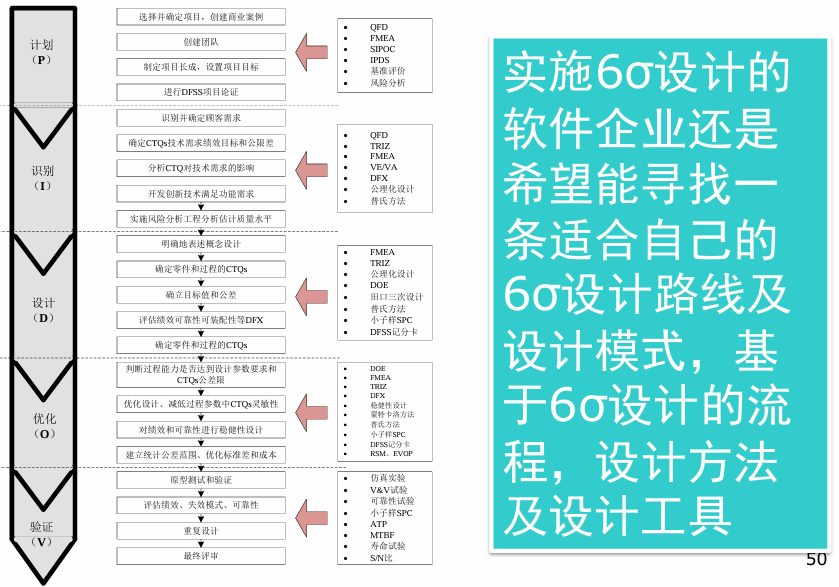 计划
（P）
选择并确定项目，创建商业案例
创建团队
制定项目长成，设置项目目标
进行DFSS项目论证
• QFD
• FMEA
• SIPOC
• IPDS
• 基准评价
• 风险分析
识别
（I）
识别并确定顾客需求
确定CTQs技术需求绩效目标和公限差
分析CTQ对技术需求的影响
开发创新技术满足功能需求
实施风险分析工程分析估计质量水平
• QFD
• TRIZ
• FMEA
• VE/VA
• DFX
• 公理化设计
• 普氏方法
设计
（D）
明确地表述概念设计
确定零件和过程的CTQs
确立目标值和公差
评估绩效可靠性可装配性等DFX
确定零件和过程的CTQs
• FMEA
• TRIZ
• 公理化设计
• DOE
• 田口三次设计
• 普氏方法
• 小子样SPC
• DFSS记分卡
优化
（O）
判断过程能力是否达到设计参数要求和
CTQs公差限
优化设计、减低过程参数中CTQs灵敏性
对绩效和可靠性进行稳健性设计
建立统计公差范围、优化标准差和成本
• DOE
• FMEA
• TRIZ
• DFX
• 稳健性设计
• 蒙特卡洛方法
• 普氏方法
• 小子样SPC
• DFSS记分卡
• RSM、EVOP
验证
（V）
原型测试和验证
评估绩效、失效模式、可靠性
重复设计
最终评审
• 仿真实验
• V&V试验
• 可靠性试验
• 小子样SPC
• ATP
• MTBF
• 寿命试验
• S/N比
实施6σ设计的
软件企业还是
希望能寻找一
条适合自己的
6σ设计路线及
设计模式，基
于6σ设计的流
程，设计方法
及设计工具
50